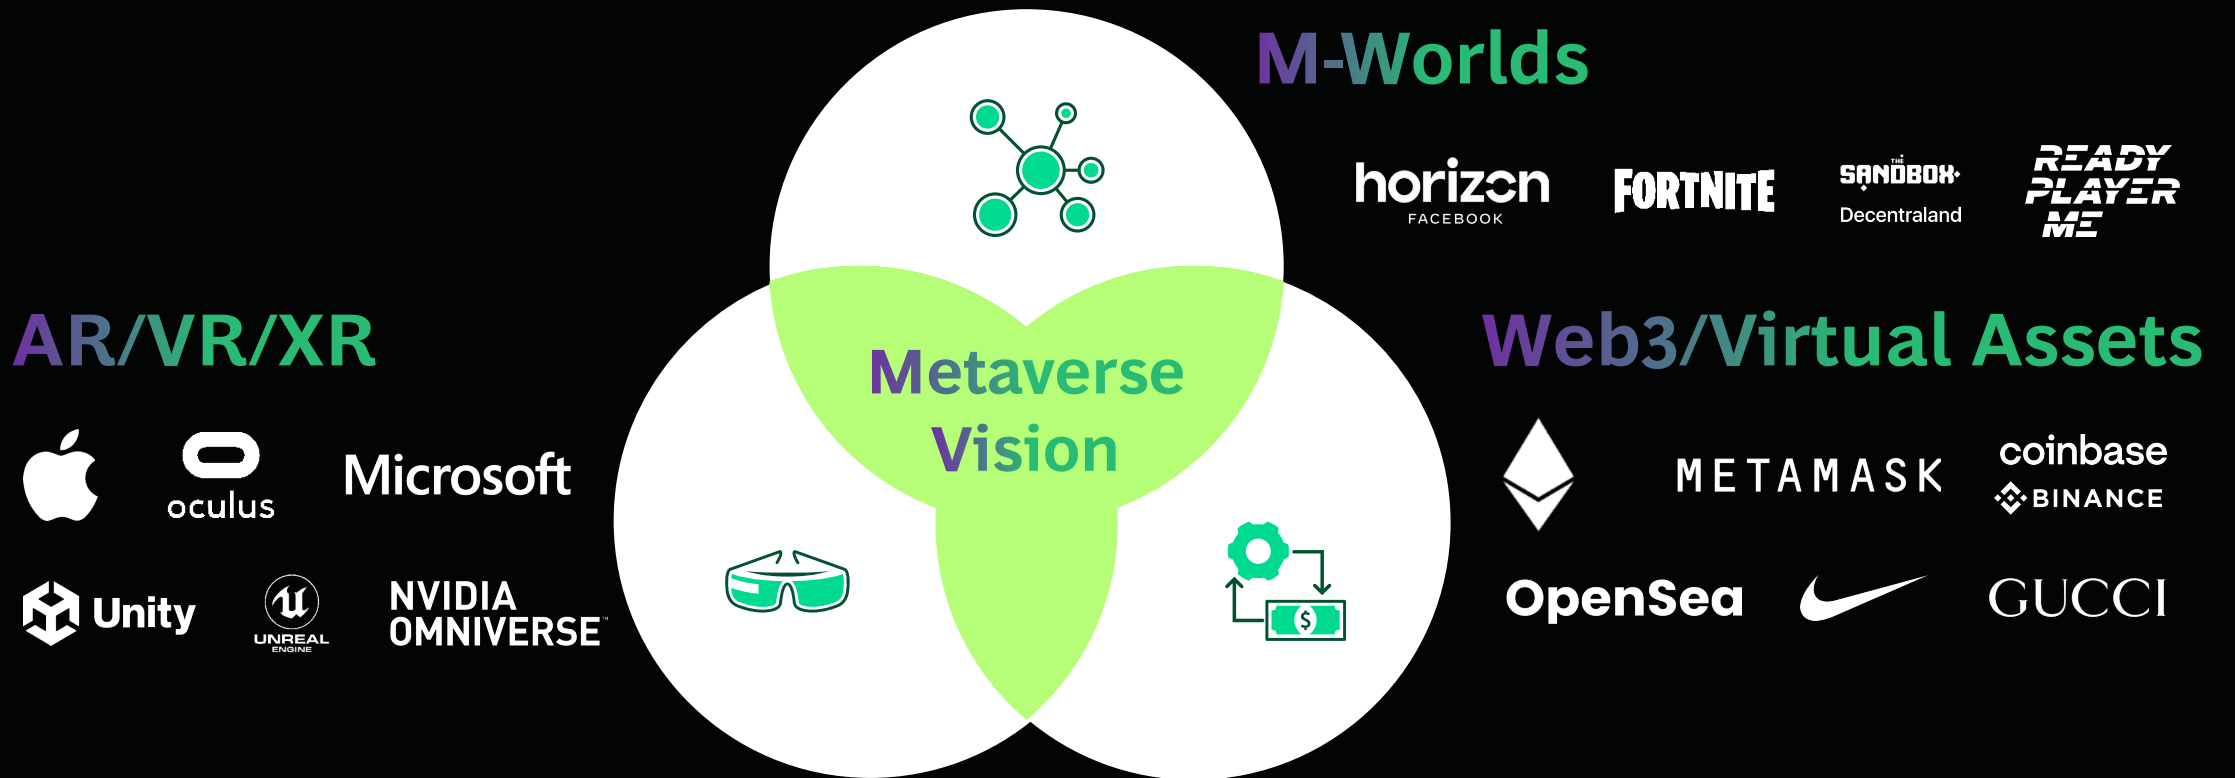 M-Worlds
horizon
FACEBOOK
FORTNITE
THE
SANDBOX
Decentraland
READY
PLAYER
ME
AR/VR/XR
oculus
Microsoft
Unity
U
UNREAL
ENGINE
NVIDIA
OMNIVERSE™
Metaverse
Vision
$
Web3/Virtual Assets
METAMASK
coinbase
BINANCE
OpenSea
GUCCI